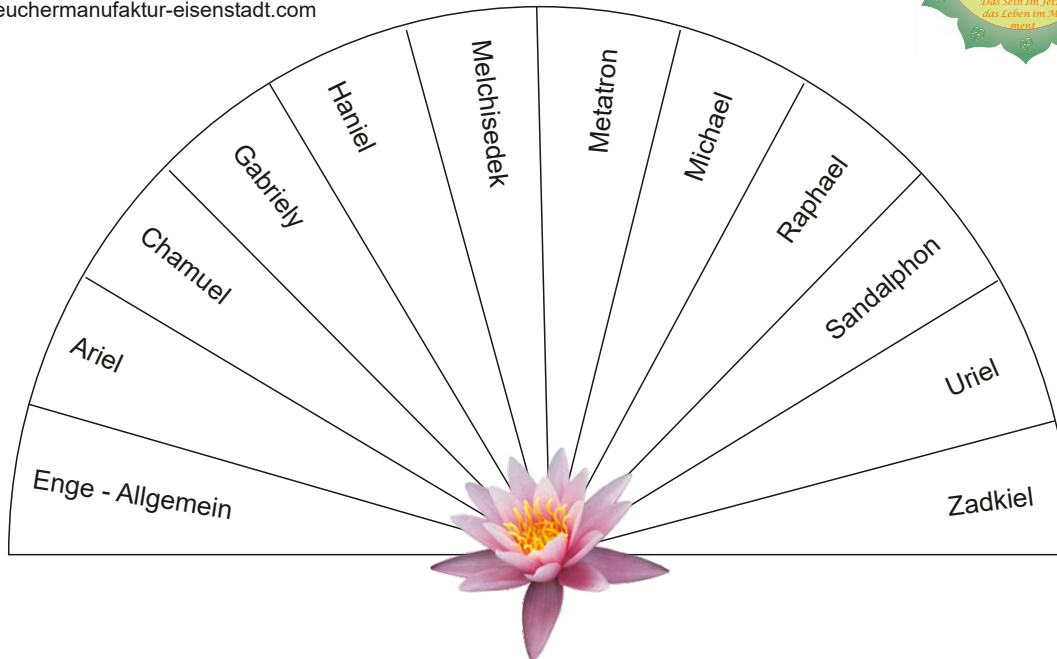 euchermanufaktur-eisenstadt.com
Das Sein im Jetz
das Leben im M
ment
Enge - Allgemein
Ariel
Chamuel
Gabriely
Haniel
Melchisedek
Metatron
Michael
Raphael
Sandalphon
Uriel
Zadkiel